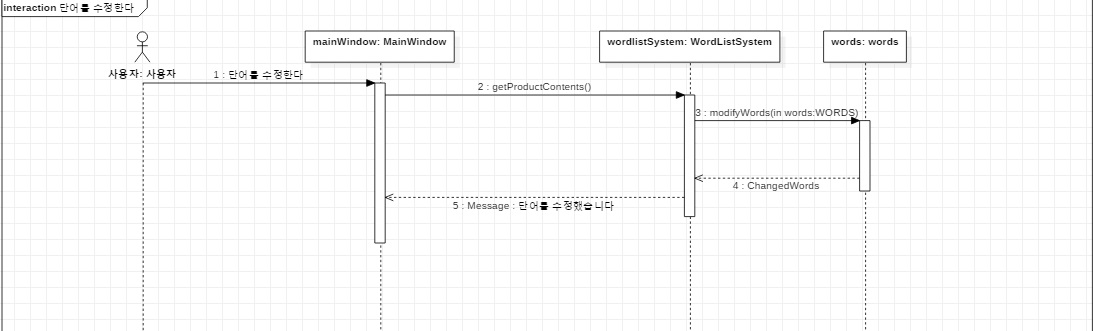 interaction 단어를 수정한다
mainWindow: MainWindow
wordlistSystem: WordListSystem
words: words
사용자: 사용자
1 : 단어를 수정한다
2 : getProductContents()
3 : modifyWords(in words:WORDS)
4 : ChangedWords
5 : Message : 단어를 수정했습니다